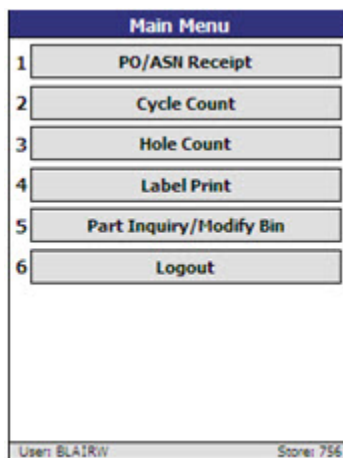 Main Menu
1 PO/ASN Receipt
2 Cycle Count
3 Hole Count
4 Label Print
5 Part Inquiry/Modify Bin
6 Logout
User: BLAIRW Store: 756